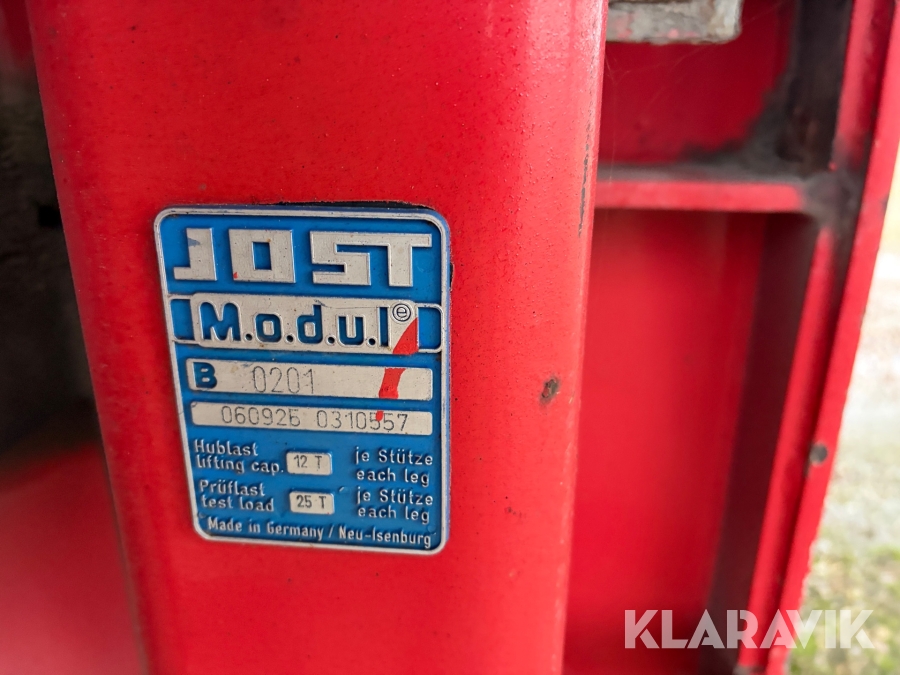 JOST
M.o.d.u.l e
B 0201
060926 0310557
Hublast
lifting cap. 12 T je Stütze
each leg
Prüflast
test load 25 T je Stütze
each leg
Made in Germany / Neu-Isenburg
KLARAVIK